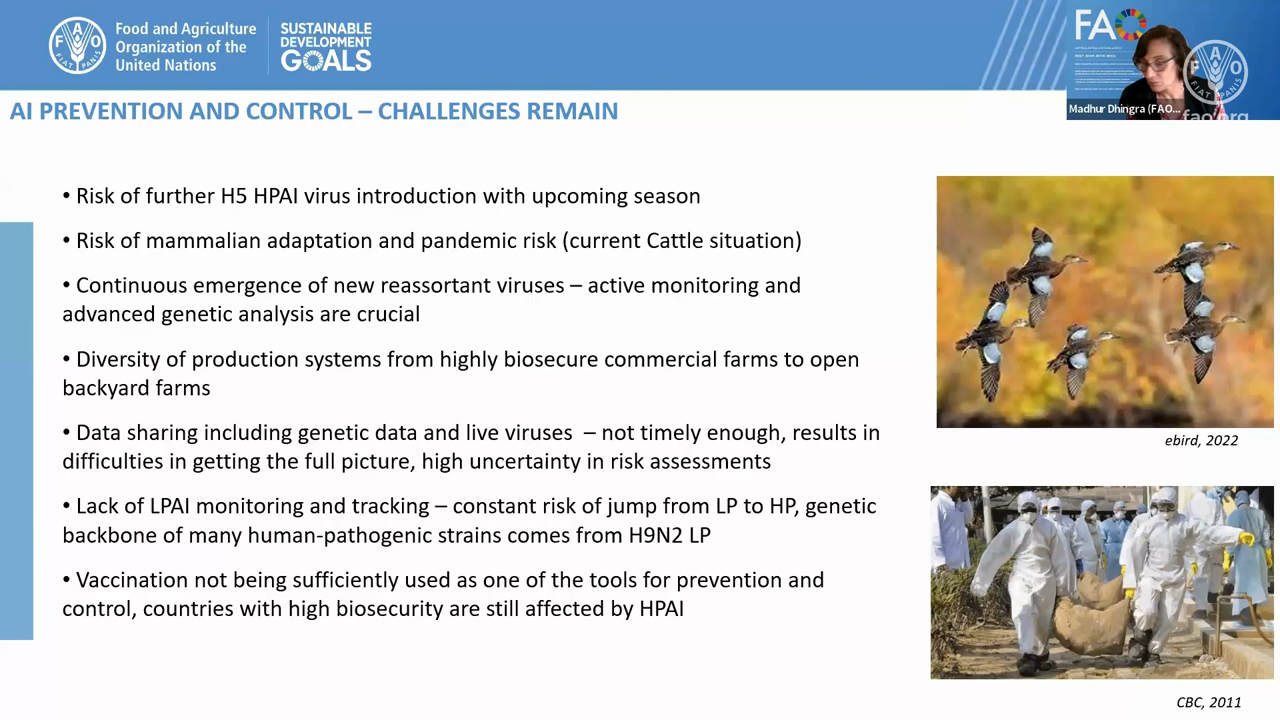 Food and Agriculture
Organization of the
United Nations
SUSTAINABLE
DEVELOPMENT
GOALS
FAO
FAO
FIAT PANIS
Madhur Dhingra (FAO...
fao.org
AI PREVENTION AND CONTROL – CHALLENGES REMAIN
• Risk of further H5 HPAI virus introduction with upcoming season
• Risk of mammalian adaptation and pandemic risk (current Cattle situation)
• Continuous emergence of new reassortant viruses – active monitoring and
advanced genetic analysis are crucial
• Diversity of production systems from highly biosecure commercial farms to open
backyard farms
• Data sharing including genetic data and live viruses – not timely enough, results in
difficulties in getting the full picture, high uncertainty in risk assessments
• Lack of LPAI monitoring and tracking – constant risk of jump from LP to HP, genetic
backbone of many human-pathogenic strains comes from H9N2 LP
• Vaccination not being sufficiently used as one of the tools for prevention and
control, countries with high biosecurity are still affected by HPAI
ebird, 2022
CBC, 2011